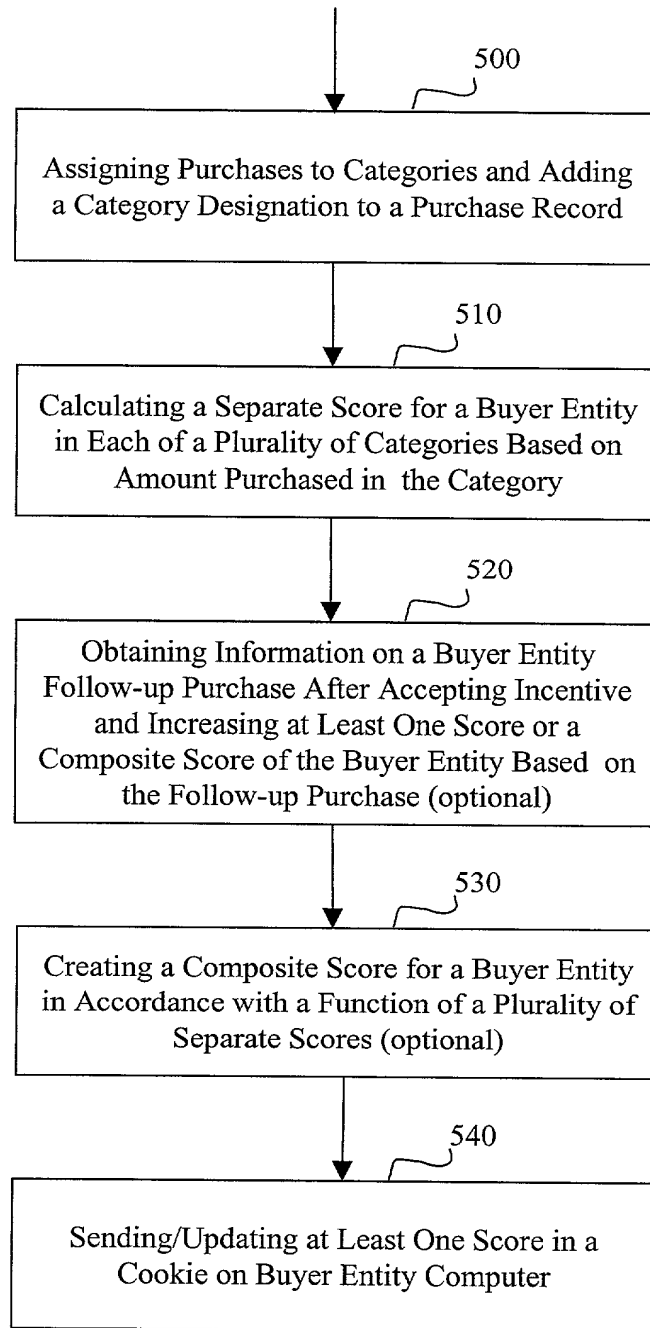 500
Assigning Purchases to Categories and Adding
a Category Designation to a Purchase Record
510
Calculating a Separate Score for a Buyer Entity
in Each of a Plurality of Categories Based on
Amount Purchased in the Category
520
Obtaining Information on a Buyer Entity
Follow-up Purchase After Accepting Incentive
and Increasing at Least One Score or a
Composite Score of the Buyer Entity Based on
the Follow-up Purchase (optional)
530
Creating a Composite Score for a Buyer Entity
in Accordance with a Function of a Plurality of
Separate Scores (optional)
540
Sending/Updating at Least One Score in a
Cookie on Buyer Entity Computer